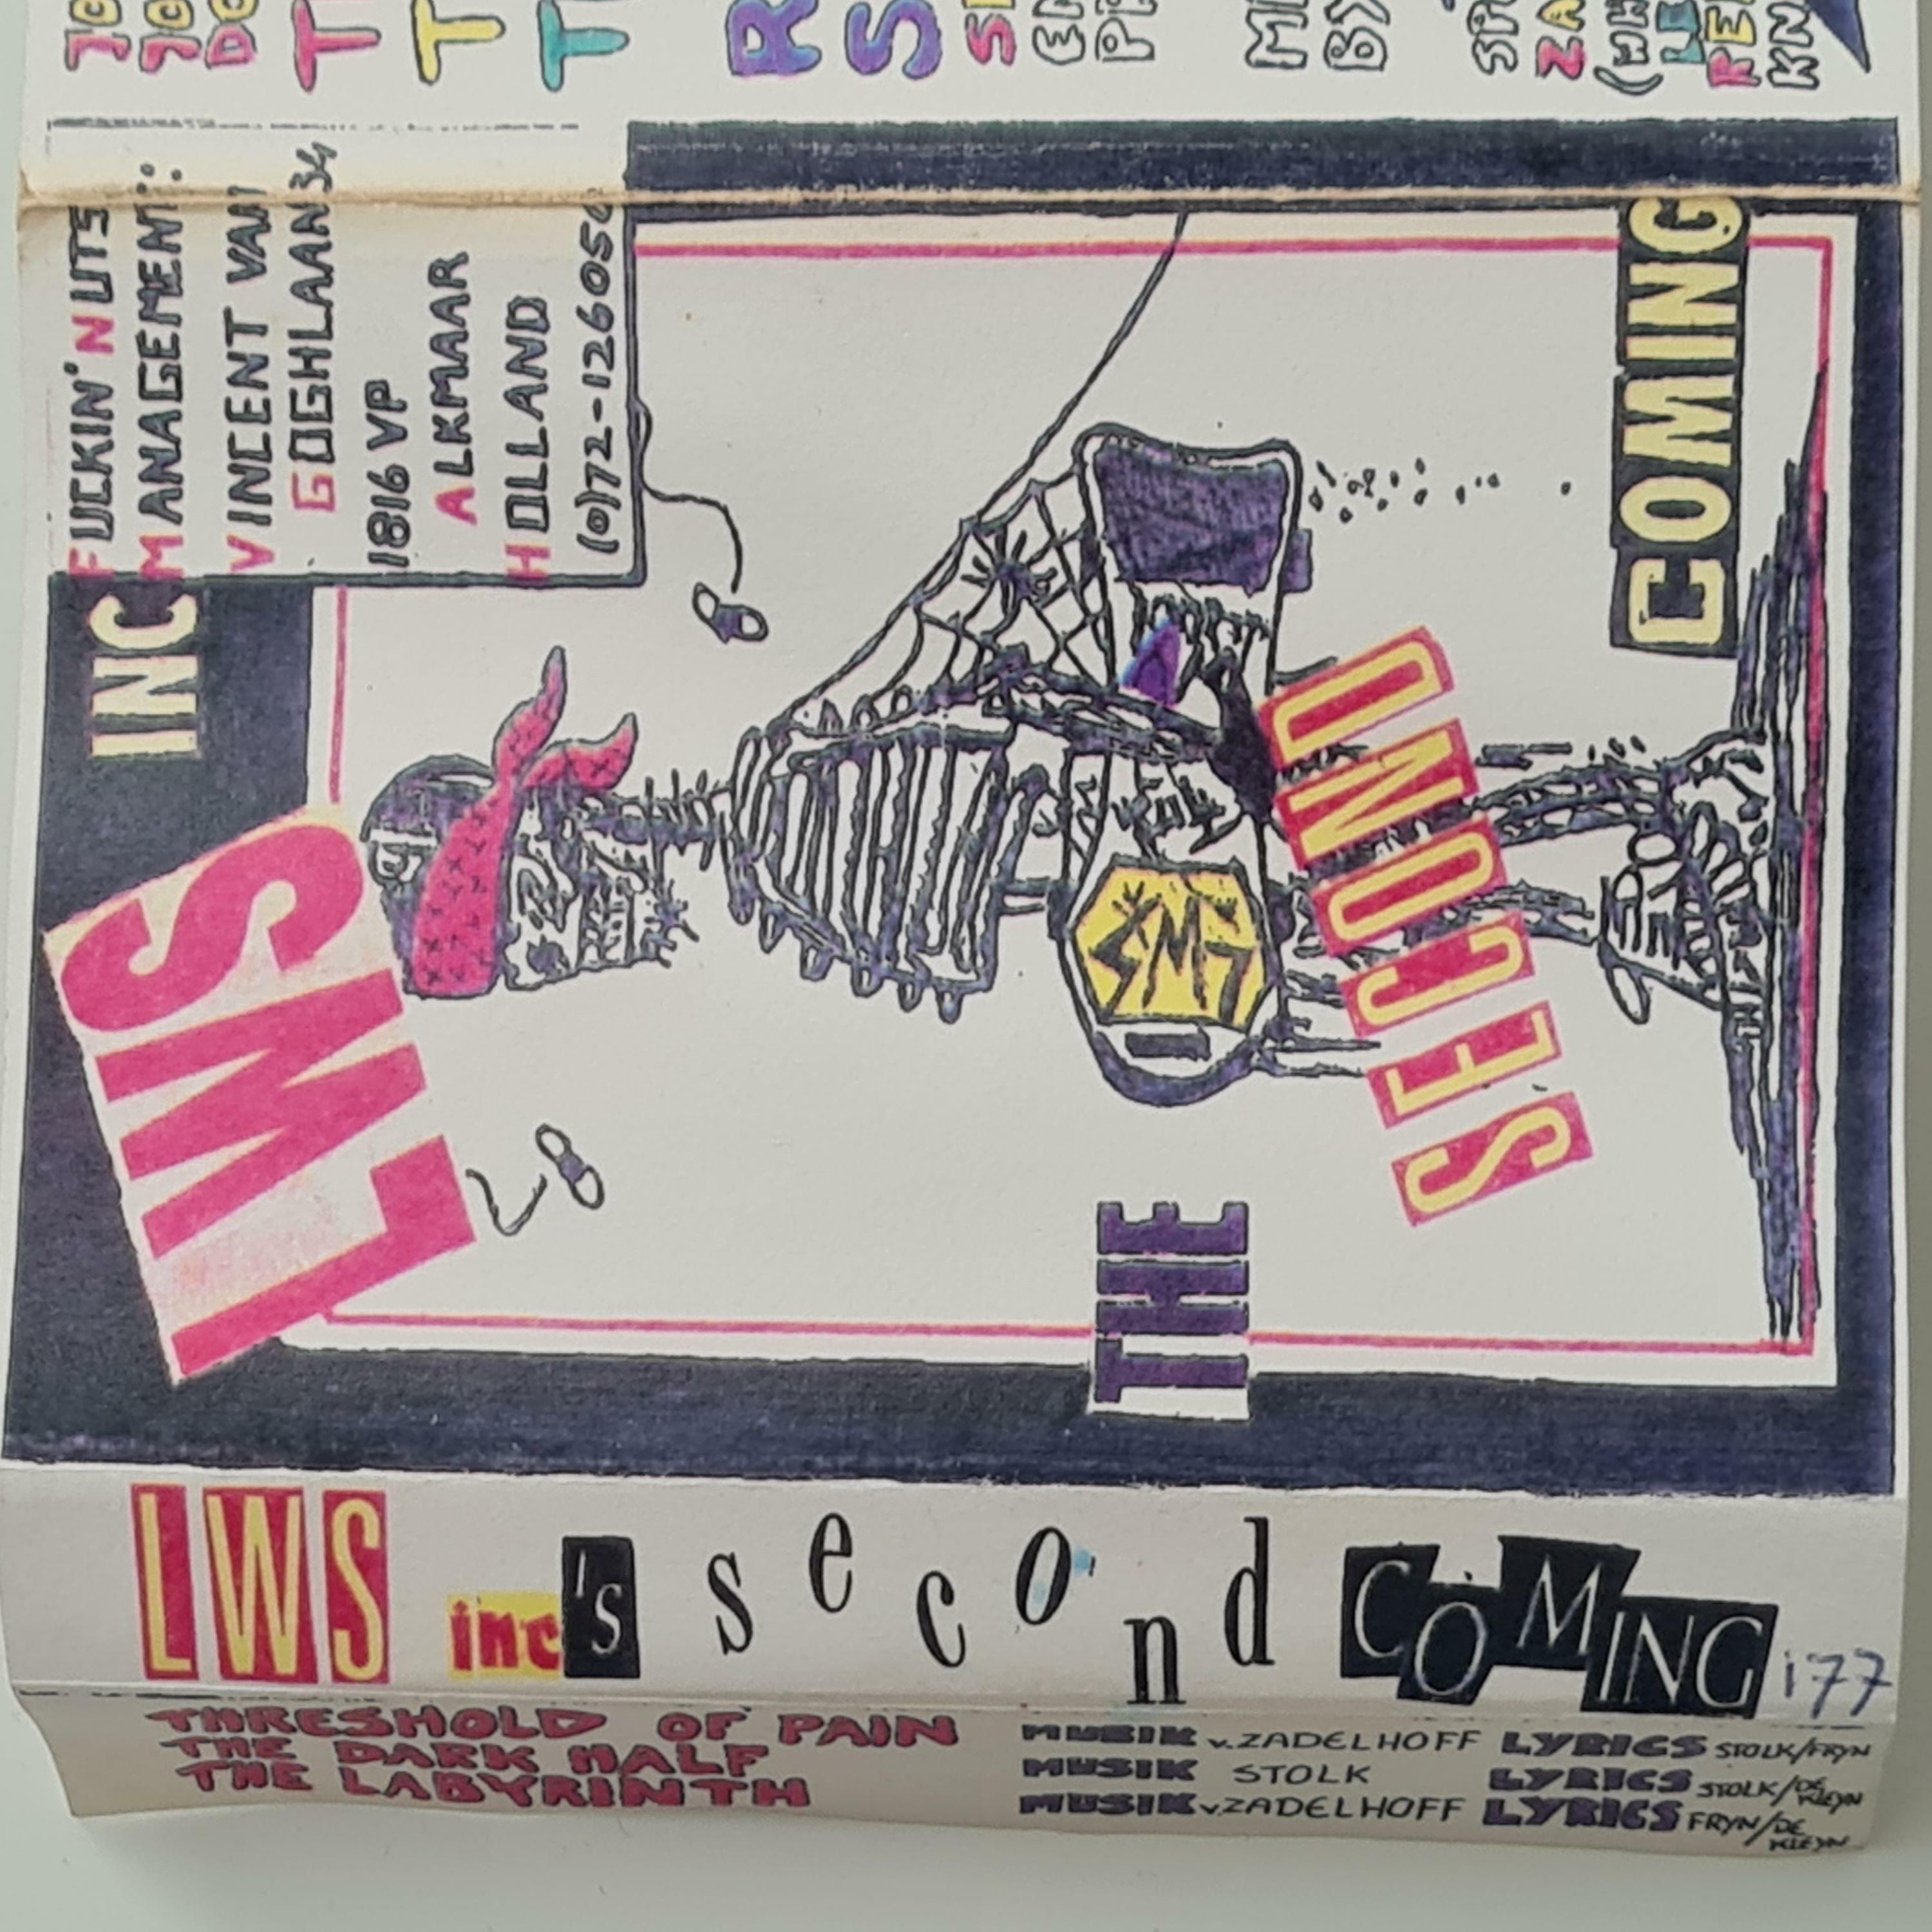 FUCKIN' NUTS
MANAGEMENT:
VINCENT VAN
GOGHLAAN 34
1816 VP
ALKMAAR
HOLLAND
LWS
INC
THE
SECOND
COMING
LWS inc's second COMING
i77
THRESHOLD OF PAIN MUSIK v.ZADELHOFF LYRICS STOLK/FRYN
THE DARK HALF MUSIK STOLK LYRICS STOLK/DE KLEYN
THE LABYRINTH MUSIK v.ZADELHOFF LYRICS FRYN/DE KLEYN